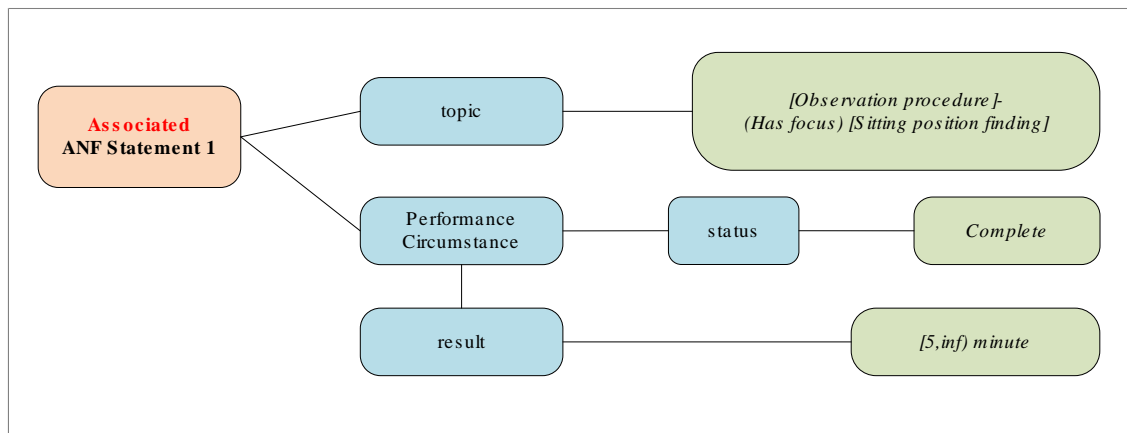 Associated
ANF Statement 1
topic
[Observation procedure]-
(Has focus) [Sitting position finding]
Performance
Circumstance
status
Complete
result
[5,inf) minute